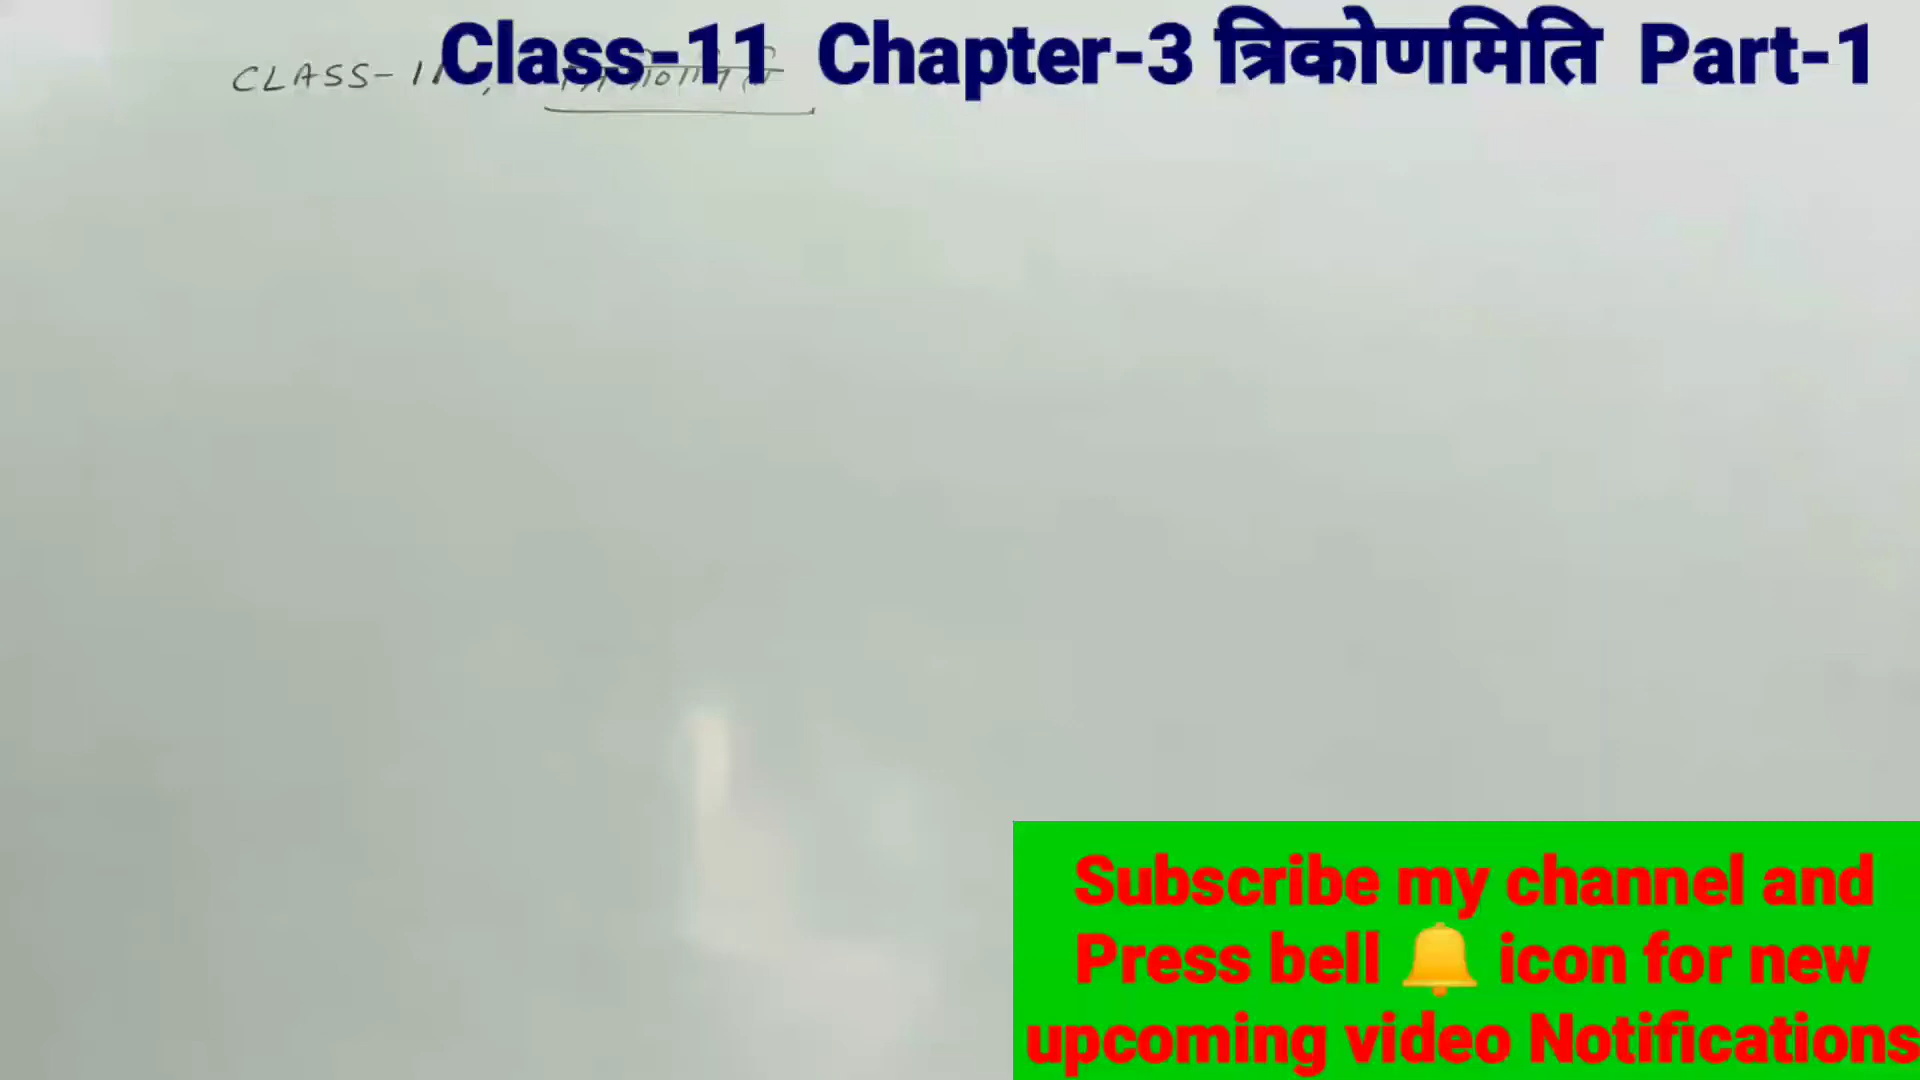 Class-11 Chapter-3 त्रिकोणमिति Part-1
CLASS-11
Subscribe my channel and
Press bell 🔔 icon for new
upcoming video Notifications